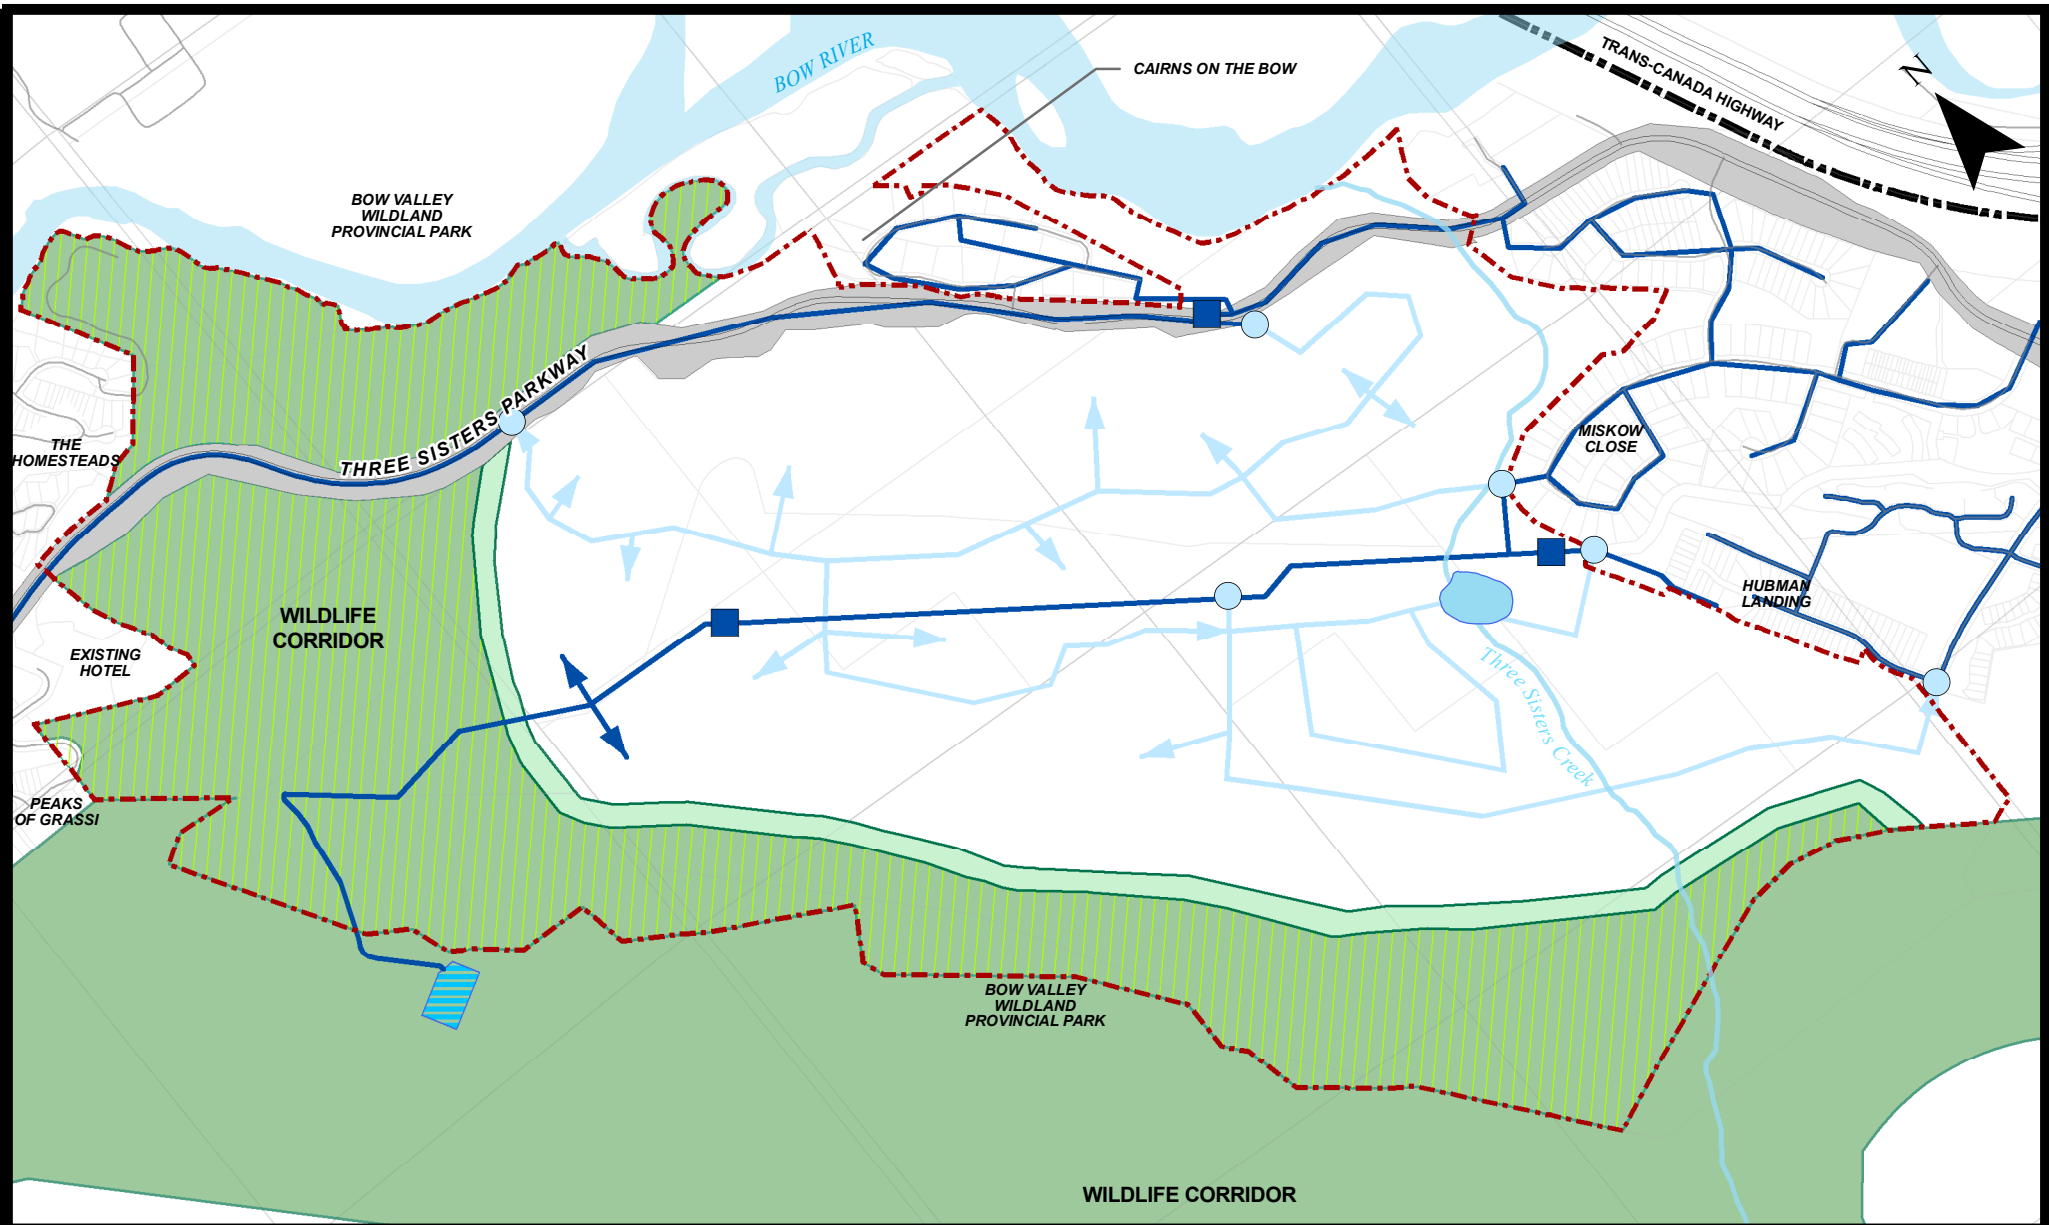 TRANS-CANADA HIGHWAY
N
BOW RIVER
CAIRNS ON THE BOW
BOW VALLEY
WILDLAND
PROVINCIAL PARK
THREE SISTERS PARKWAY
THE
HOMESTEADS
MISKOW
CLOSE
HUBMAN
LANDING
WILDLIFE
CORRIDOR
EXISTING
HOTEL
Three Sisters Creek
PEAKS
OF GRASSI
BOW VALLEY
WILDLAND
PROVINCIAL PARK
WILDLIFE CORRIDOR